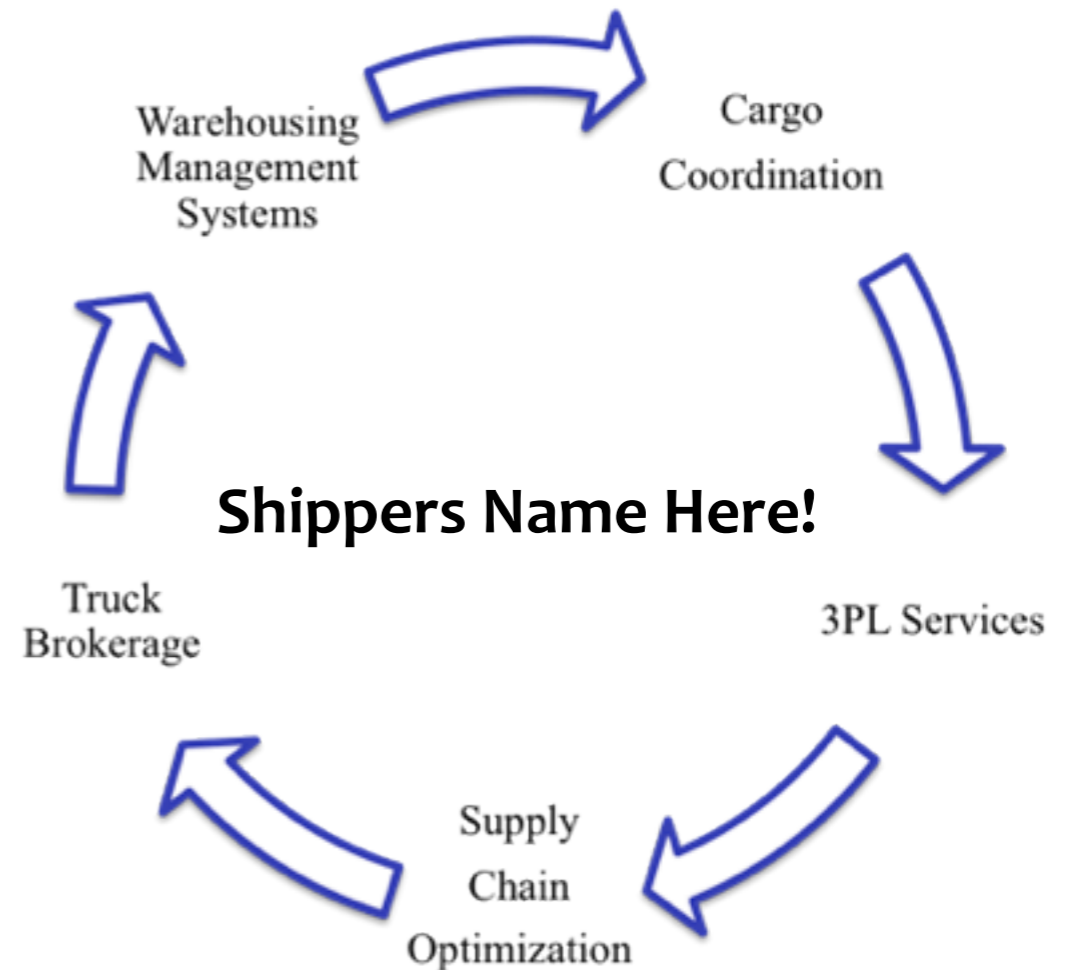 Warehousing
Management
Systems
Cargo
Coordination
Shippers Name Here!
Truck
Brokerage
3PL Services
Supply
Chain
Optimization